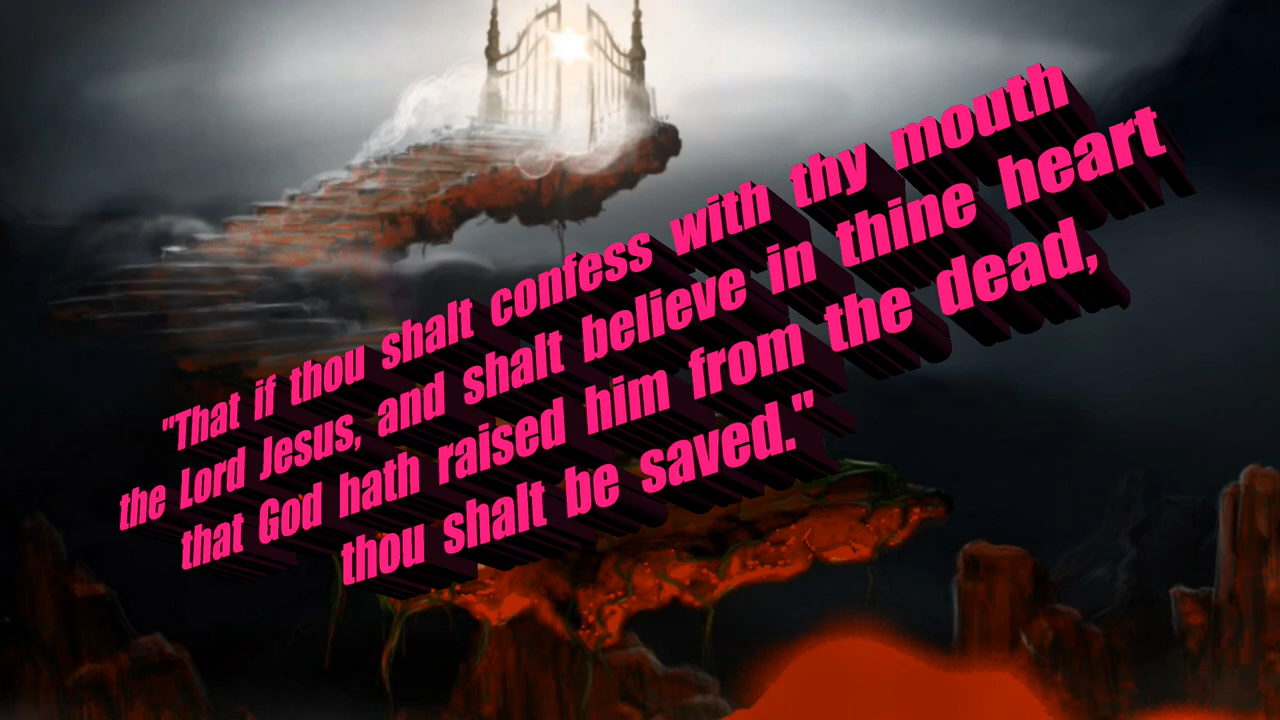 "That if thou shalt confess with thy mouth
the Lord Jesus, and shalt believe in thine heart
that God hath raised him from the dead,
thou shalt be saved."